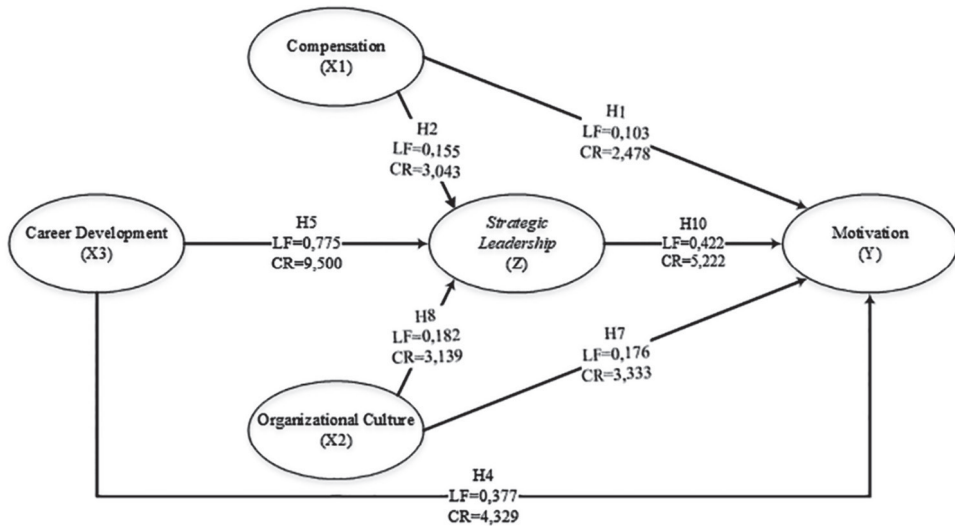 Compensation
(X1)
H1
LF=0,103
CR=2,478
H2
LF=0,155
CR=3,043
Career Development
(X3)
H5
LF=0,775
CR=9,500
Strategic
Leadership
(Z)
H10
LF=0,422
CR=5,222
Motivation
(Y)
H8
LF=0,182
CR=3,139
H7
LF=0,176
CR=3,333
Organizational Culture
(X2)
H4
LF=0,377
CR=4,329